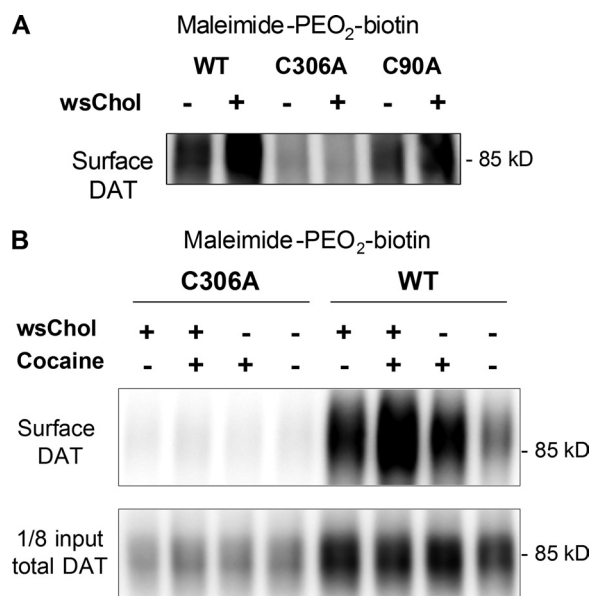 A
Maleimide-PEO₂-biotin
WT C306A C90A
wsChol - + - + - +
Surface DAT
- 85 kD
B
Maleimide-PEO₂-biotin
C306A WT
wsChol + + - - + + - -
Cocaine - + + - - + + -
Surface DAT
- 85 kD
1/8 input total DAT
- 85 kD